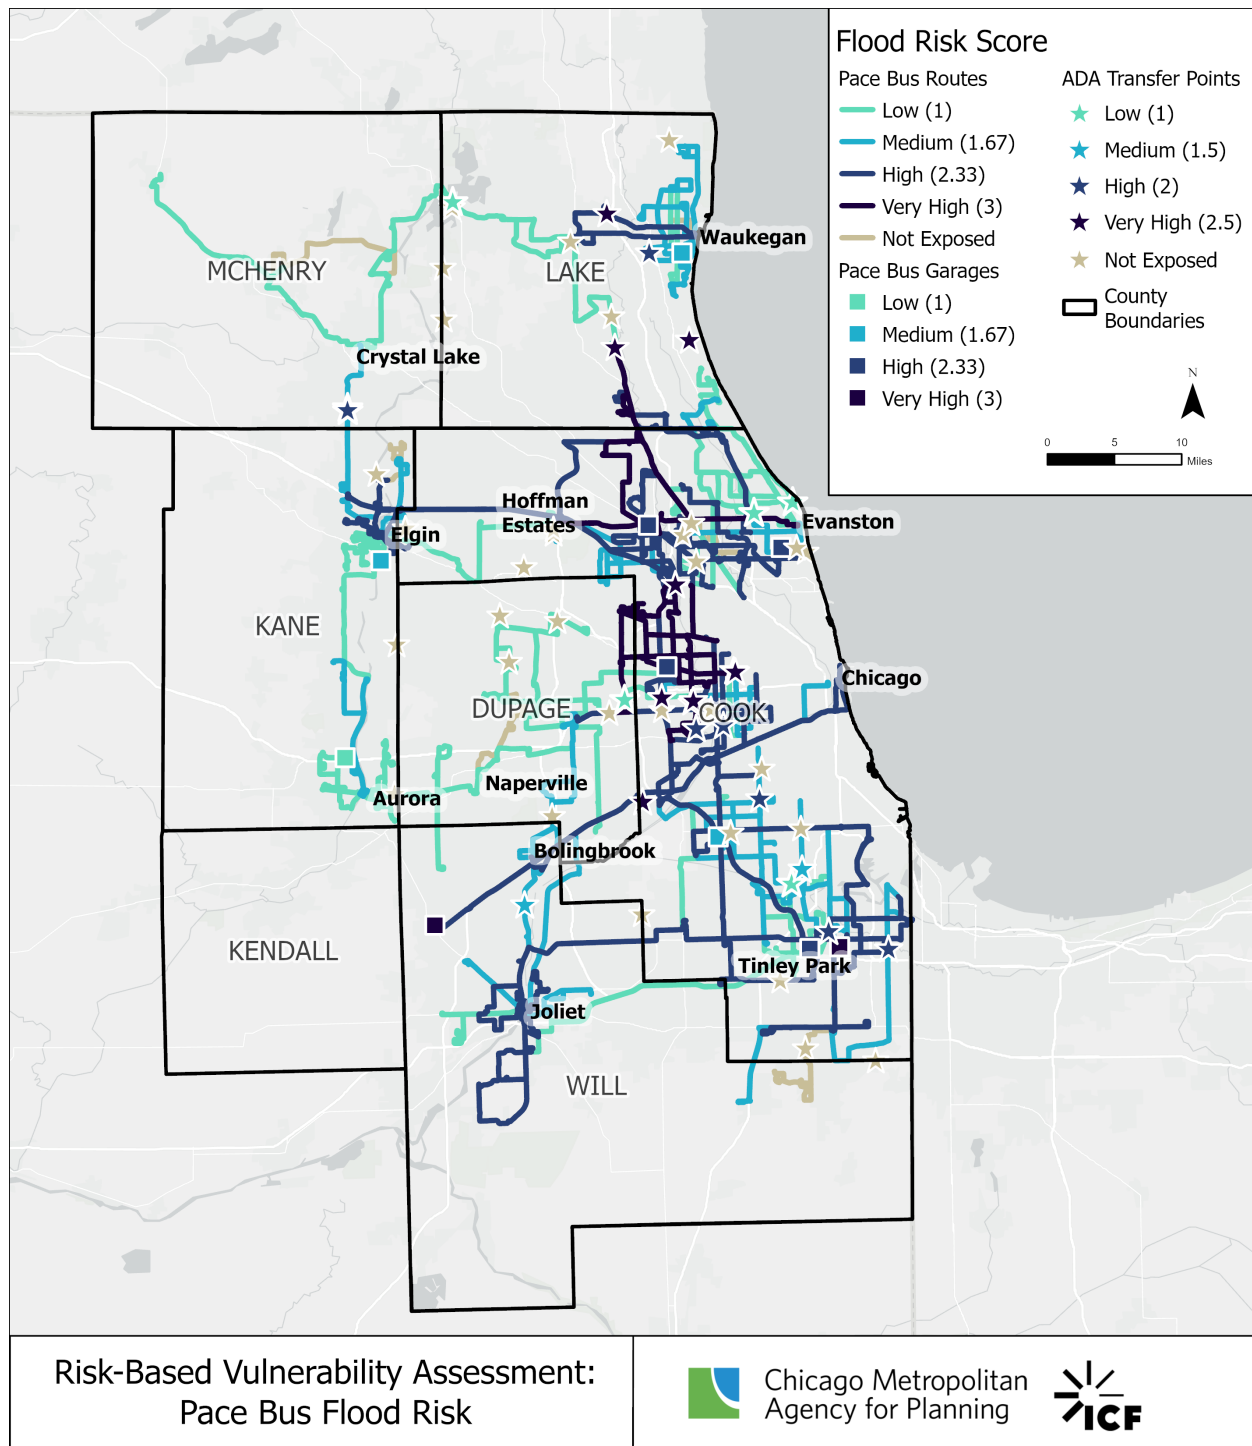 Flood Risk Score
Pace Bus Routes
Low (1)
Medium (1.67)
High (2.33)
Very High (3)
Not Exposed
Pace Bus Garages
Low (1)
Medium (1.67)
High (2.33)
Very High (3)
ADA Transfer Points
Low (1)
Medium (1.5)
High (2)
Very High (2.5)
Not Exposed
County
Boundaries
N
0 5 10
Miles
Waukegan
MCHENRY
LAKE
Crystal Lake
Hoffman
Estates
Evanston
Elgin
KANE
Chicago
DUPAGE
COOK
Naperville
Aurora
Bolingbrook
KENDALL
Tinley Park
Joliet
WILL
Risk-Based Vulnerability Assessment:
Pace Bus Flood Risk
Chicago Metropolitan
Agency for Planning
ICF